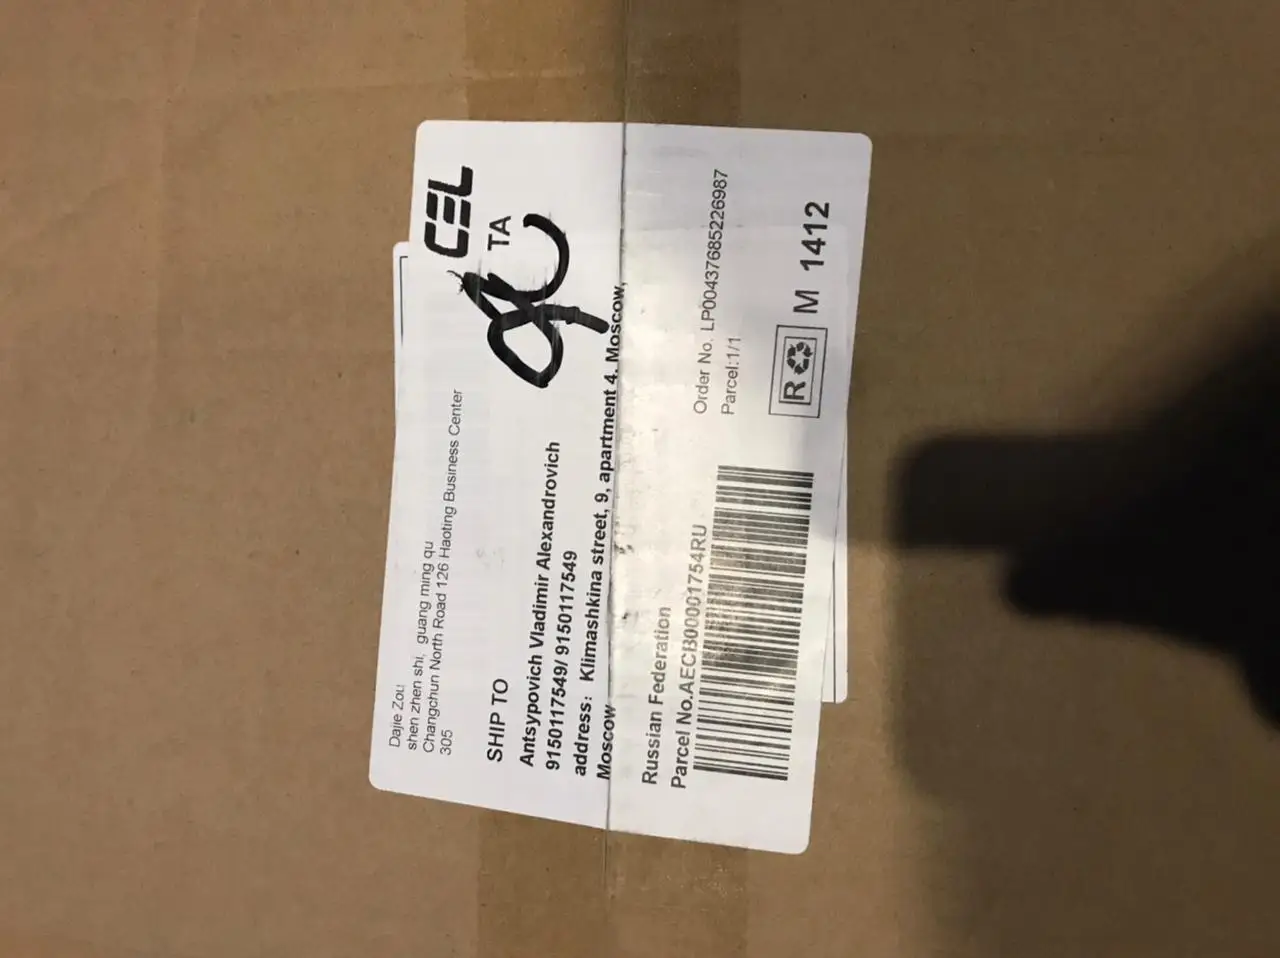 CEL
Dajie Zou
shen zhen shi, guang ming qu
Changchun North Road 126 Haoting Business Center
305
SHIP TO
TA
Antsypovich Vladimir Alexandrovich
9150117549/ 9150117549
address: Klimashkina street, 9, apartment 4. Moscow,
Moscow
Russian Federation
Parcel No.AECB00001754RU
Order No. LP00437685226987
Parcel:1/1
R M 1412